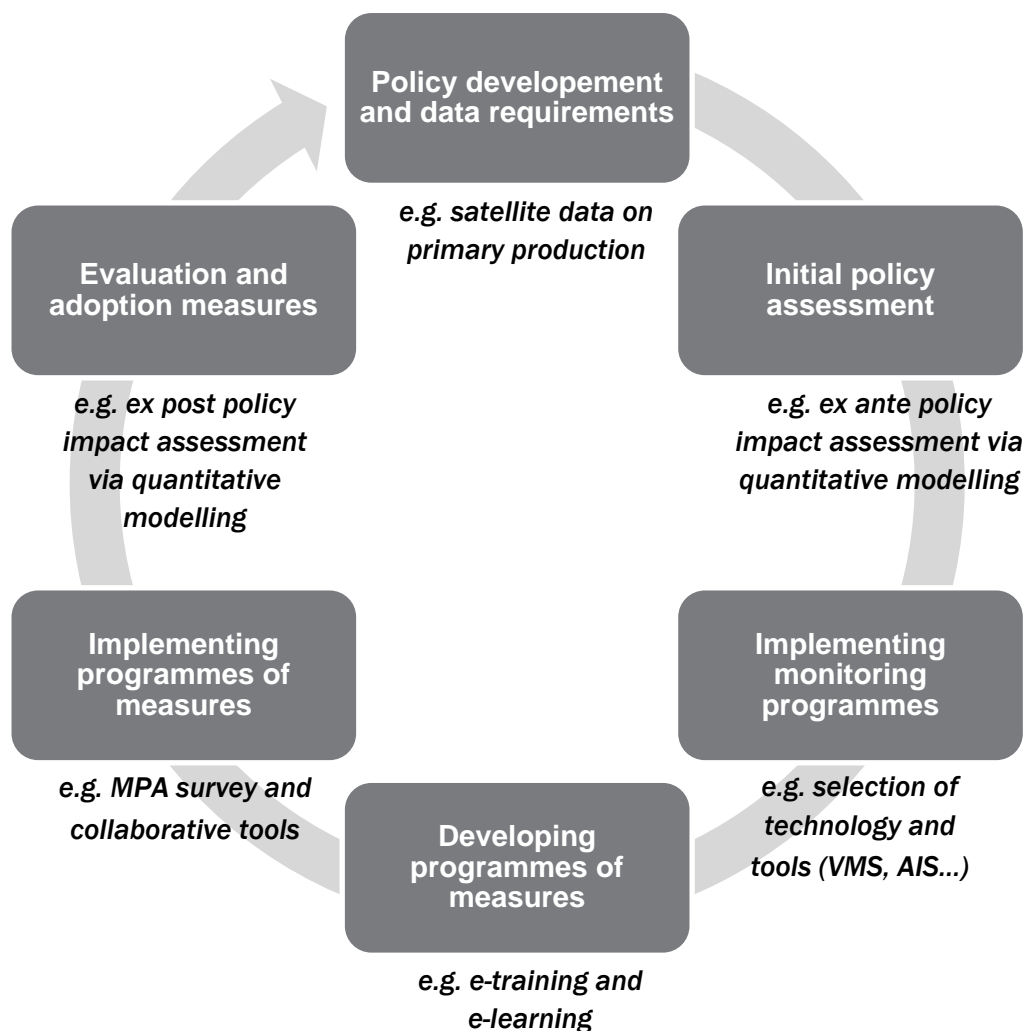 Policy developement
and data requirements
e.g. satellite data on
primary production
Initial policy
assessment
e.g. ex ante policy
impact assessment via
quantitative modelling
Implementing
monitoring
programmes
e.g. selection of
technology and
tools (VMS, AIS...)
Developing
programmes of
measures
e.g. e-training and
e-learning
Implementing
programmes of
measures
e.g. MPA survey and
collaborative tools
Evaluation and
adoption measures
e.g. ex post policy
impact assessment
via quantitative
modelling